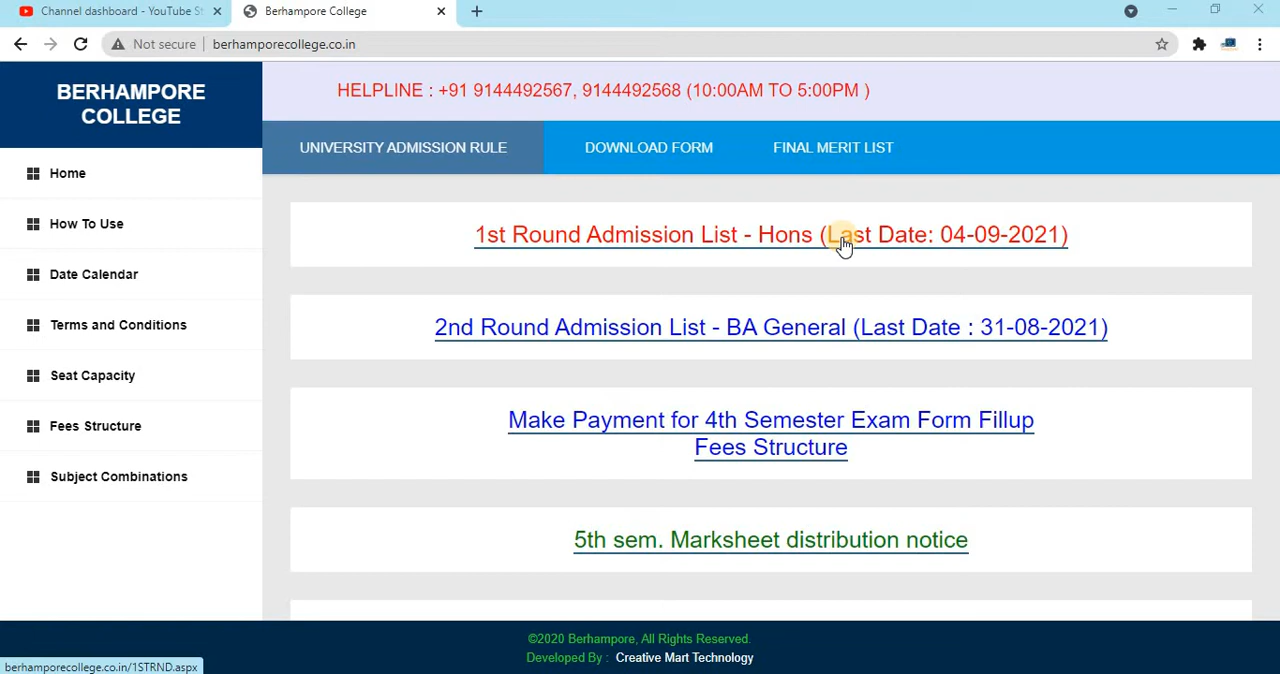 Channel dashboard - YouTube St
Berhampore College
Not secure
berhamporecollege.co.in
BERHAMPORE
COLLEGE
HELPLINE : +91 9144492567, 9144492568 (10:00AM TO 5:00PM )
UNIVERSITY ADMISSION RULE
DOWNLOAD FORM
FINAL MERIT LIST
Home
How To Use
Date Calendar
Terms and Conditions
Seat Capacity
Fees Structure
Subject Combinations
1st Round Admission List - Hons (Last Date: 04-09-2021)
2nd Round Admission List - BA General (Last Date : 31-08-2021)
Make Payment for 4th Semester Exam Form Fillup
Fees Structure
5th sem. Marksheet distribution notice
©2020 Berhampore, All Rights Reserved.
Developed By : Creative Mart Technology
berhamporecollege.co.in/1STRND.aspx